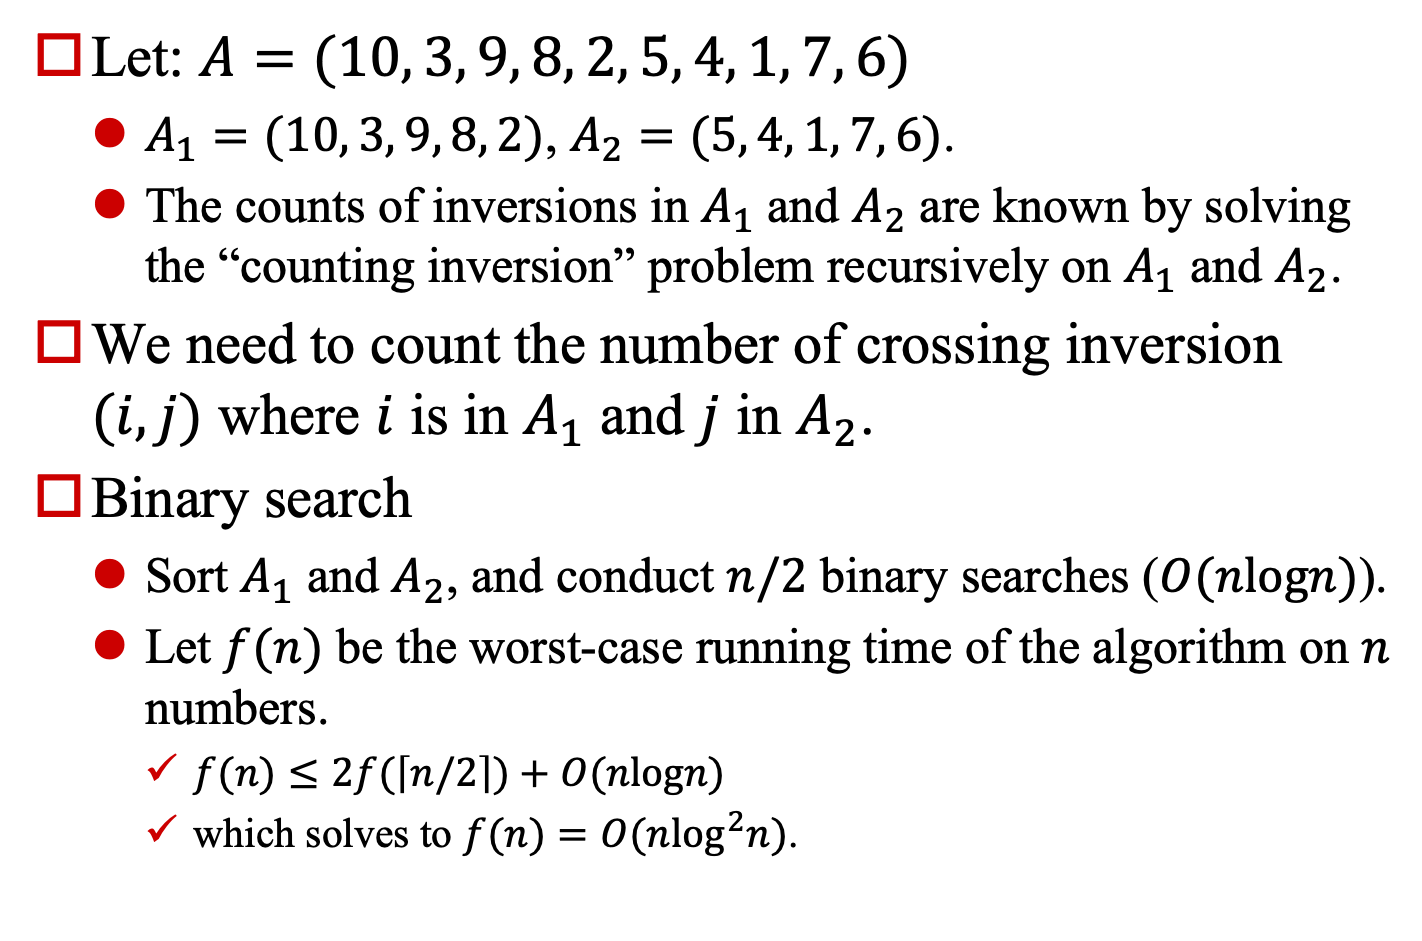 Let: A = (10, 3, 9, 8, 2, 5, 4, 1, 7, 6)
A₁ = (10, 3, 9, 8, 2), A₂ = (5, 4, 1, 7, 6).
The counts of inversions in A₁ and A₂ are known by solving
the “counting inversion” problem recursively on A₁ and A₂.
We need to count the number of crossing inversion
(i, j) where i is in A₁ and j in A₂.
Binary search
Sort A₁ and A₂, and conduct n/2 binary searches (O(nlogn)).
Let f(n) be the worst-case running time of the algorithm on n
numbers.
✓ f(n) ≤ 2f(⌈n/2⌉) + O(nlogn)
✓ which solves to f(n) = O(nlog²n).